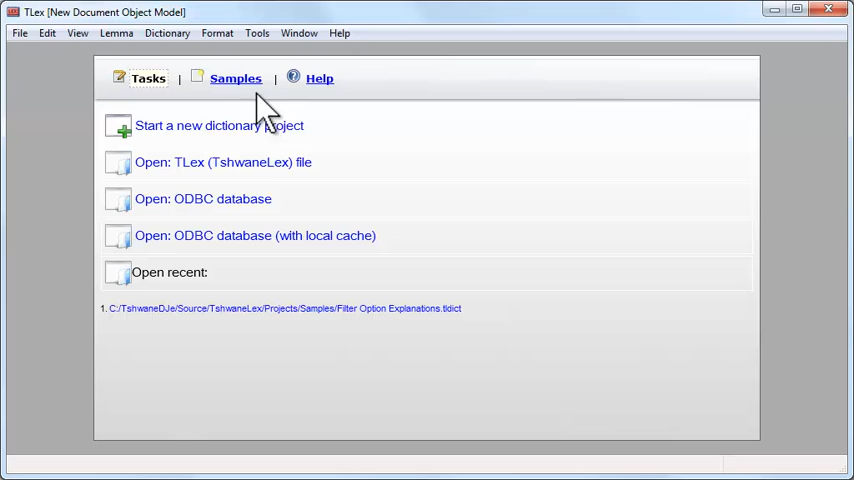 TLex [New Document Object Model]
File Edit View Lemma Dictionary Format Tools Window Help
Tasks | Samples | Help
Start a new dictionary project
Open: TLex (TshwaneLex) file
Open: ODBC database
Open: ODBC database (with local cache)
Open recent:
1. C:/TshwaneDJe/Source/TshwaneLex/Projects/Samples/Filter Option Explanations.tldict